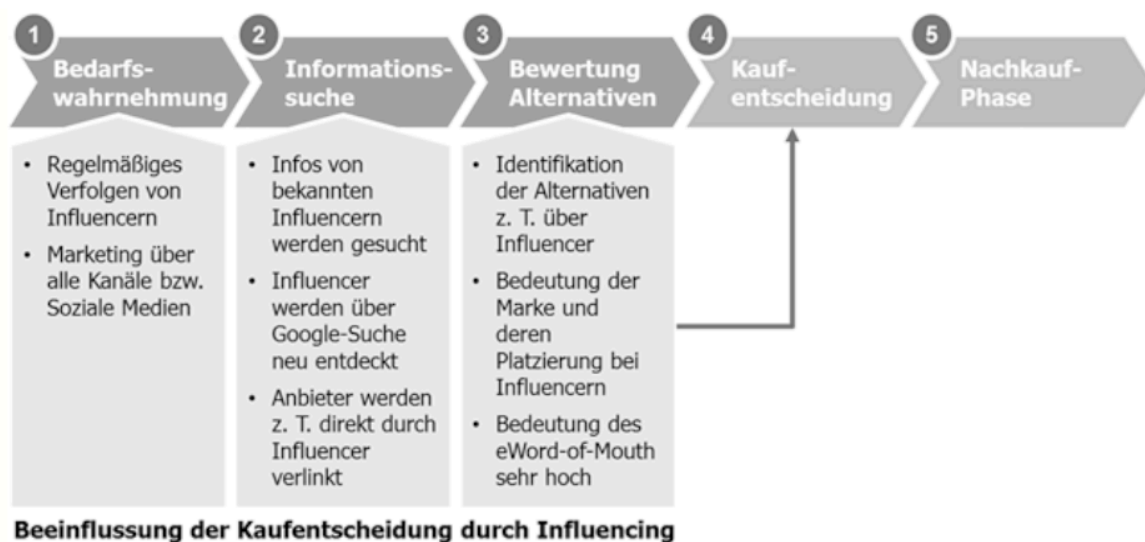 1
Bedarfs-
wahrnehmung
2
Informations-
suche
3
Bewertung
Alternativen
4
Kauf-
entscheidung
5
Nachkauf-
Phase
• Regelmäßiges
Verfolgen von
Influencern
• Marketing über
alle Kanäle bzw.
Soziale Medien
• Infos von
bekannten
Influencern
werden gesucht
• Influencer
werden über
Google-Suche
neu entdeckt
• Anbieter werden
z. T. direkt durch
Influencer
verlinkt
• Identifikation
der Alternativen
z. T. über
Influencer
• Bedeutung der
Marke und
deren
Platzierung bei
Influencern
• Bedeutung des
eWord-of-Mouth
sehr hoch
Beeinflussung der Kaufentscheidung durch Influencing